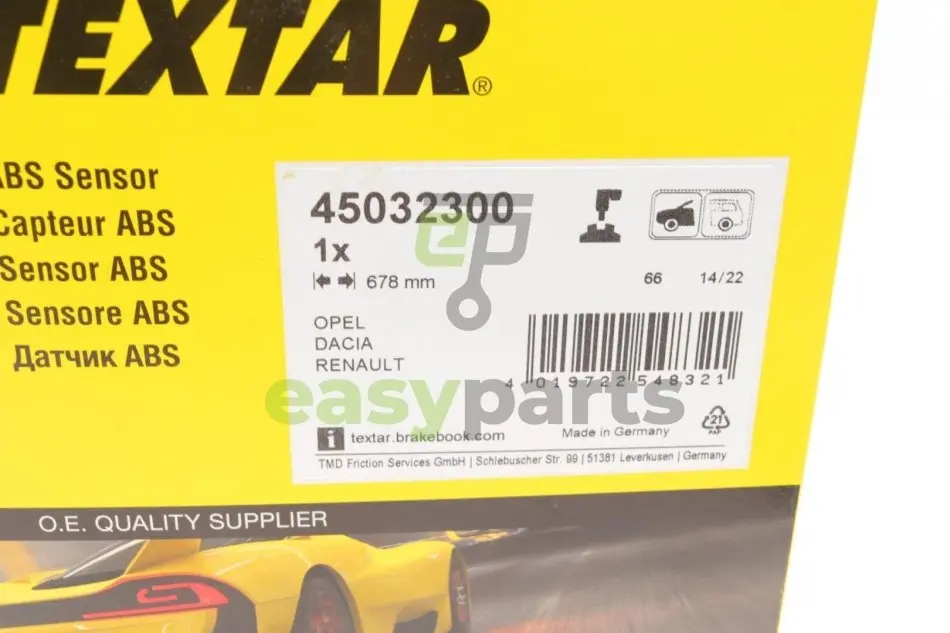 TEXTAR®
ABS Sensor
Capteur ABS
Sensor ABS
Sensore ABS
Датчик ABS
45032300
1x
678 mm
66 14/22
OPEL
DACIA
RENAULT
4 019722 548321
easyparts
Made in Germany
21
PAP
i textar.brakebook.com
TMD Friction Services GmbH | Schlebuscher Str. 99 | 51381 Leverkusen | Germany
O.E. QUALITY SUPPLIER